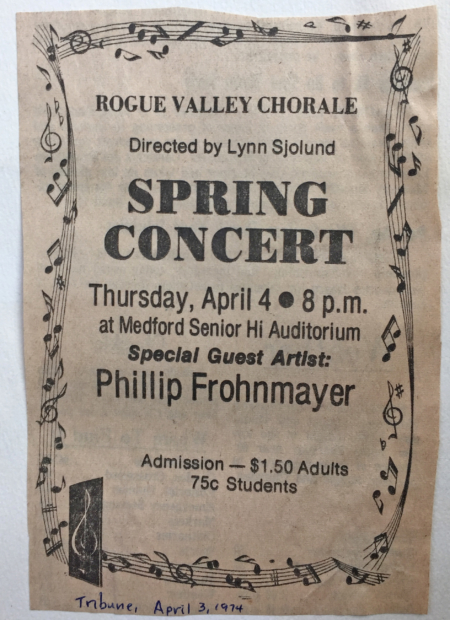 ROGUE VALLEY CHORALE
Directed by Lynn Sjolund
SPRING
CONCERT
Thursday, April 4 ● 8 p.m.
at Medford Senior Hi Auditorium
Special Guest Artist:
Phillip Frohnmayer
Admission — $1.50 Adults
75c Students
Tribune, April 3, 1974